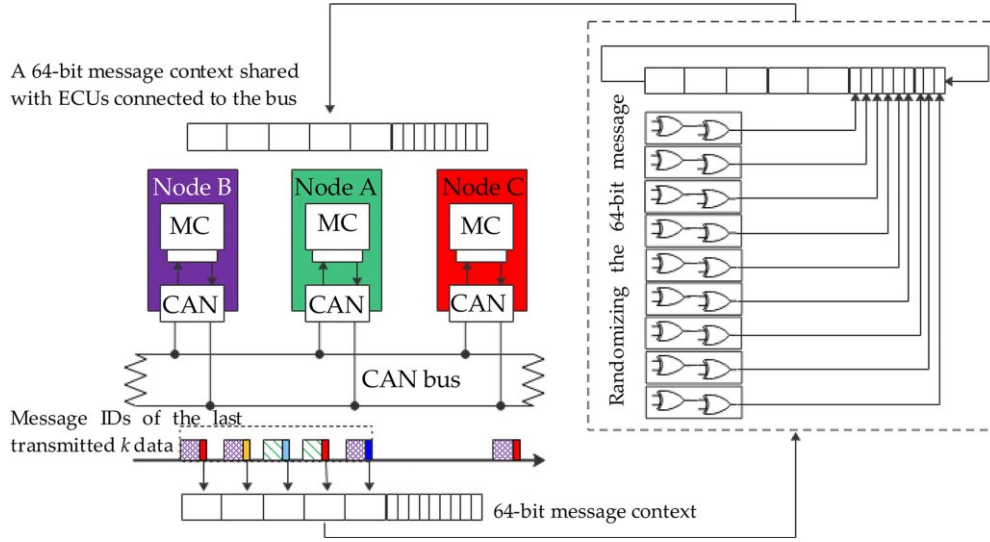 A 64-bit message context shared
with ECUs connected to the bus
Node B
Node A
Node C
MC
MC
MC
CAN
CAN
CAN
CAN bus
Message IDs of the last
transmitted k data
64-bit message context
Randomizing the 64-bit message